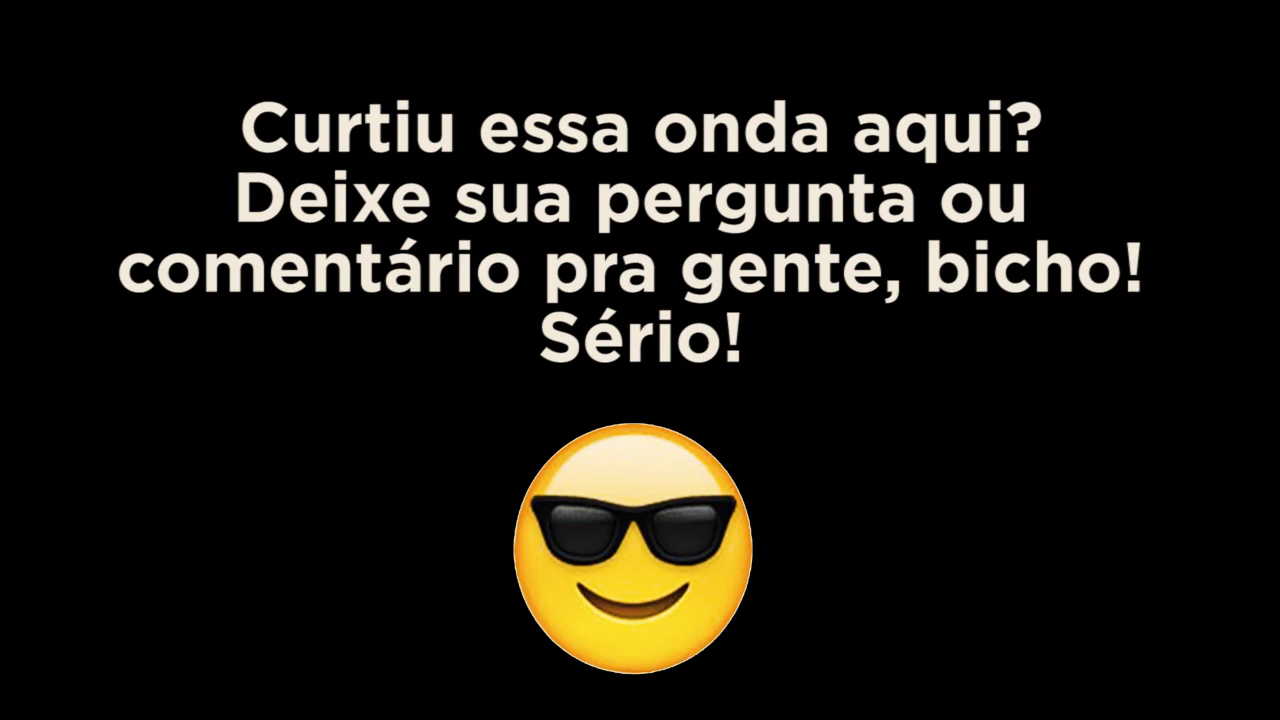 Curtiu essa onda aqui?
Deixe sua pergunta ou
comentário pra gente, bicho!
Sério!